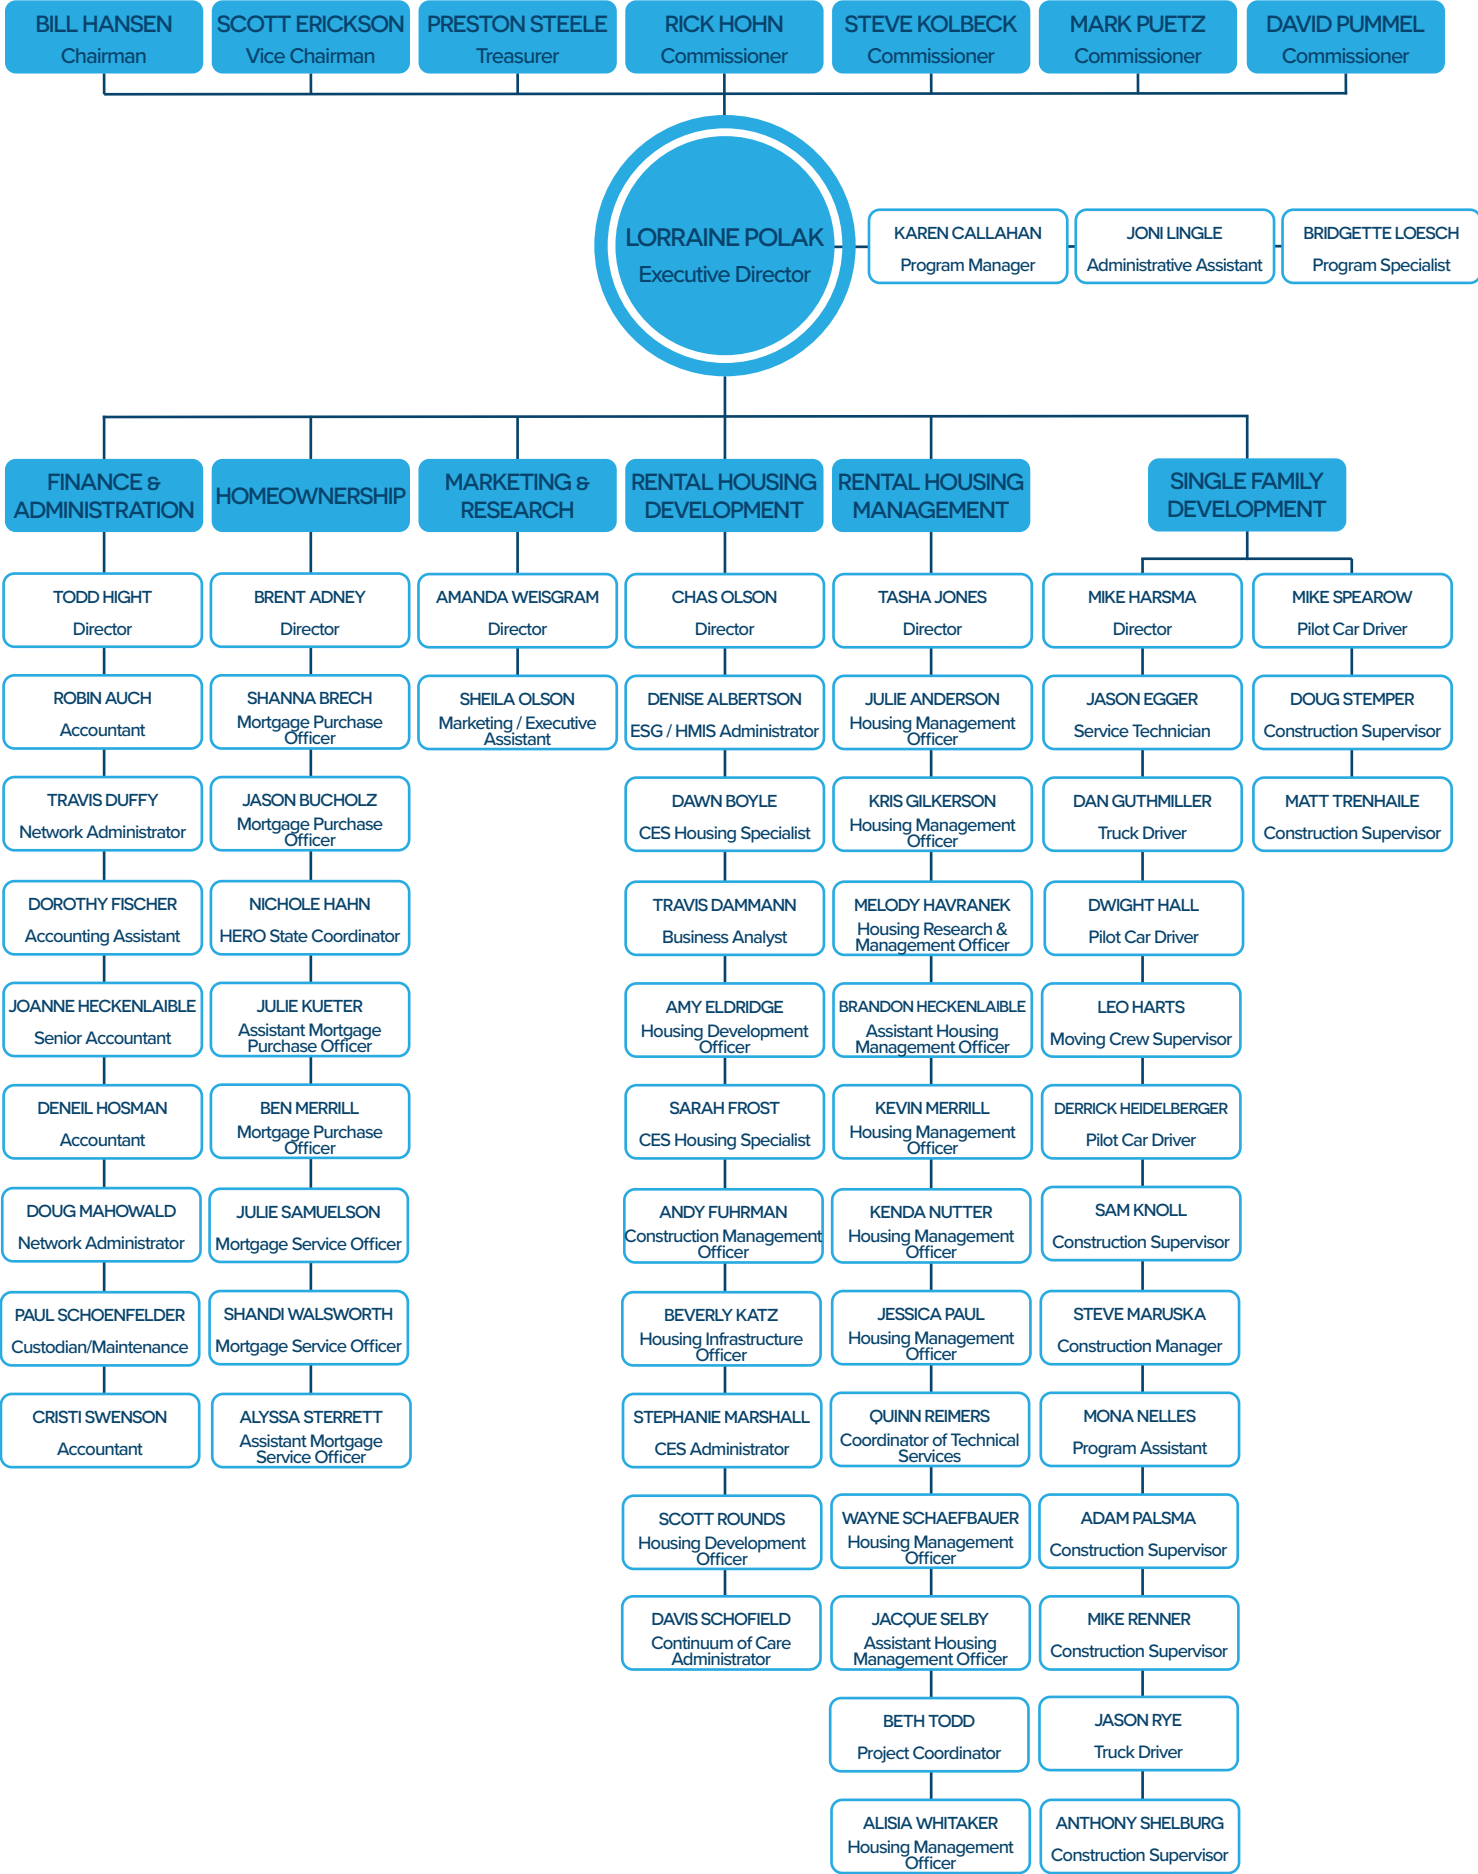 BILL HANSEN
Chairman
SCOTT ERICKSON
Vice Chairman
PRESTON STEELE
Treasurer
RICK HOHN
Commissioner
STEVE KOLBECK
Commissioner
MARK PUETZ
Commissioner
DAVID PUMMEL
Commissioner
LORRAINE POLAK
Executive Director
KAREN CALLAHAN
Program Manager
JONI LINGLE
Administrative Assistant
BRIDGETTE LOESCH
Program Specialist
FINANCE &
ADMINISTRATION
TODD HIGHT
Director
ROBIN AUCH
Accountant
TRAVIS DUFFY
Network Administrator
DOROTHY FISCHER
Accounting Assistant
JOANNE HECKENLAIBLE
Senior Accountant
DENEIL HOSMAN
Accountant
DOUG MAHOWALD
Network Administrator
PAUL SCHOENFELDER
Custodian/Maintenance
CRISTI SWENSON
Accountant
HOMEOWNERSHIP
BRENT ADNEY
Director
SHANNA BRECH
Mortgage Purchase
Officer
JASON BUCHOLZ
Mortgage Purchase
Officer
NICHOLE HAHN
HERO State Coordinator
JULIE KUETER
Assistant Mortgage
Purchase Officer
BEN MERRILL
Mortgage Purchase
Officer
JULIE SAMUELSON
Mortgage Service Officer
SHANDI WALSWORTH
Mortgage Service Officer
ALYSSA STERRETT
Assistant Mortgage
Service Officer
MARKETING &
RESEARCH
AMANDA WEISGRAM
Director
SHEILA OLSON
Marketing / Executive
Assistant
RENTAL HOUSING
DEVELOPMENT
CHAS OLSON
Director
DENISE ALBERTSON
ESG / HMIS Administrator
DAWN BOYLE
CES Housing Specialist
TRAVIS DAMMANN
Business Analyst
AMY ELDRIDGE
Housing Development
Officer
SARAH FROST
CES Housing Specialist
ANDY FUHRMAN
Construction Management
Officer
BEVERLY KATZ
Housing Infrastructure
Officer
STEPHANIE MARSHALL
CES Administrator
SCOTT ROUNDS
Housing Development
Officer
DAVIS SCHOFIELD
Continuum of Care
Administrator
RENTAL HOUSING
MANAGEMENT
TASHA JONES
Director
JULIE ANDERSON
Housing Management
Officer
KRIS GILKERSON
Housing Management
Officer
MELODY HAVRANEK
Housing Research &
Management Officer
BRANDON HECKENLAIBLE
Assistant Housing
Management Officer
KEVIN MERRILL
Housing Management
Officer
KENDA NUTTER
Housing Management
Officer
JESSICA PAUL
Housing Management
Officer
QUINN REIMERS
Coordinator of Technical
Services
WAYNE SCHAEFBAUER
Housing Management
Officer
JACQUE SELBY
Assistant Housing
Management Officer
BETH TODD
Project Coordinator
ALISIA WHITAKER
Housing Management
Officer
SINGLE FAMILY
DEVELOPMENT
MIKE HARSMA
Director
JASON EGGER
Service Technician
DAN GUTHMILLER
Truck Driver
DWIGHT HALL
Pilot Car Driver
LEO HARTS
Moving Crew Supervisor
DERRICK HEIDELBERGER
Pilot Car Driver
SAM KNOLL
Construction Supervisor
STEVE MARUSKA
Construction Manager
MONA NELLES
Program Assistant
ADAM PALSMA
Construction Supervisor
MIKE RENNER
Construction Supervisor
JASON RYE
Truck Driver
ANTHONY SHELBURG
Construction Supervisor
MIKE SPEAROW
Pilot Car Driver
DOUG STEMPER
Construction Supervisor
MATT TRENHAILE
Construction Supervisor